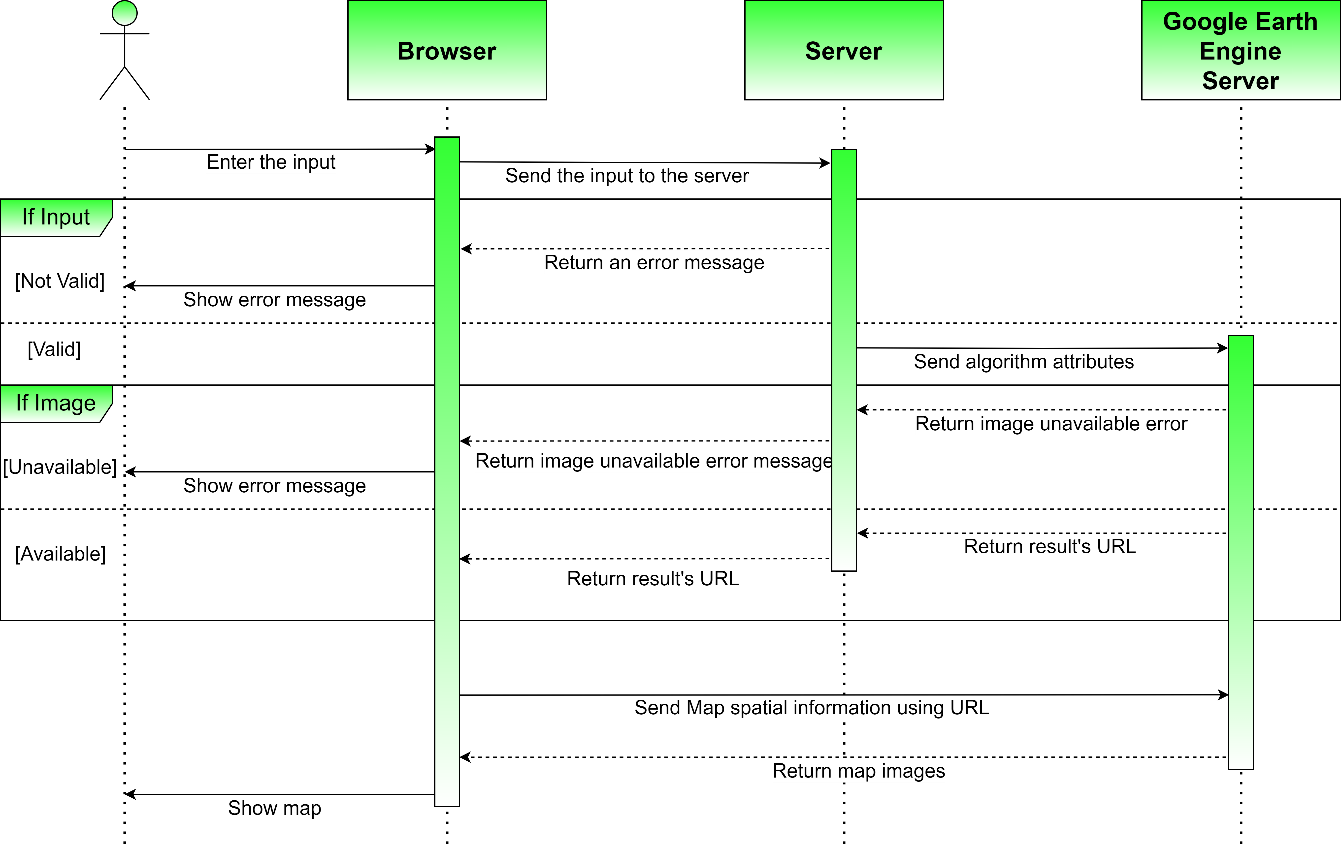 Browser
Server
Google Earth
Engine
Server
Enter the input
Send the input to the server
If Input
Return an error message
[Not Valid]
Show error message
[Valid]
Send algorithm attributes
If Image
Return image unavailable error
Return image unavailable error message
[Unavailable]
Show error message
Return result's URL
[Available]
Return result's URL
Send Map spatial information using URL
Return map images
Show map